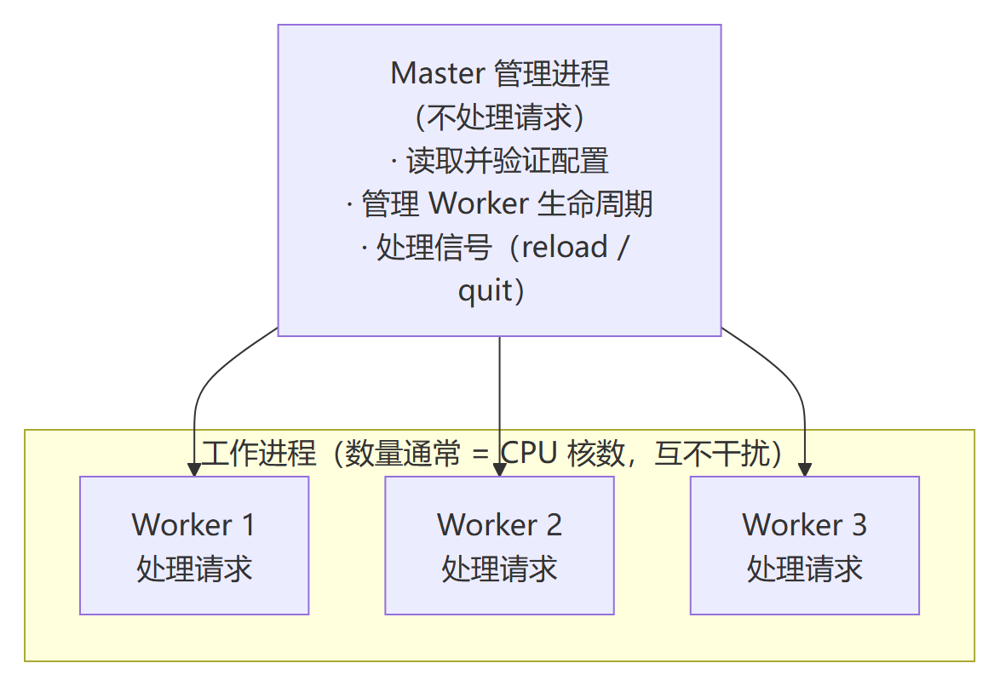 Master 管理进程
（不处理请求）
· 读取并验证配置
· 管理 Worker 生命周期
· 处理信号（reload /
quit）
工作进程（数量通常 = CPU 核数，互不干扰）
Worker 1
处理请求
Worker 2
处理请求
Worker 3
处理请求